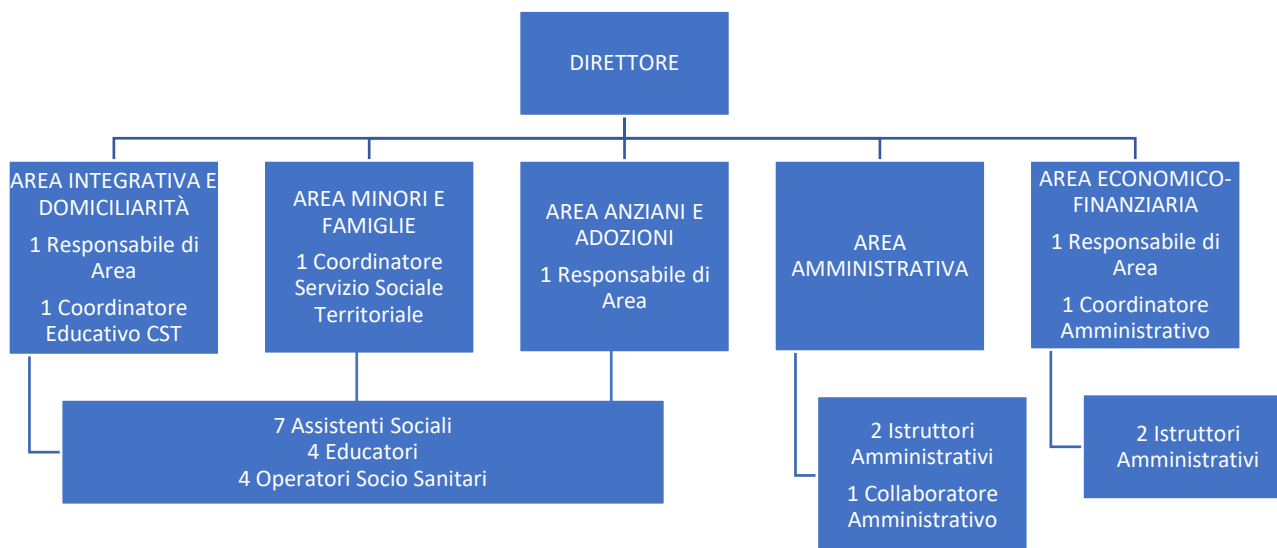 DIRETTORE
AREA INTEGRATIVA E
DOMICILIARITÀ
1 Responsabile di
Area
1 Coordinatore
Educativo CST
AREA MINORI E
FAMIGLIE
1 Coordinatore
Servizio Sociale
Territoriale
AREA ANZIANI E
ADOZIONI
1 Responsabile di
Area
AREA
AMMINISTRATIVA
AREA ECONOMICO-
FINANZIARIA
1 Responsabile di
Area
1 Coordinatore
Amministrativo
7 Assistenti Sociali
4 Educatori
4 Operatori Socio Sanitari
2 Istruttori
Amministrativi
1 Collaboratore
Amministrativo
2 Istruttori
Amministrativi